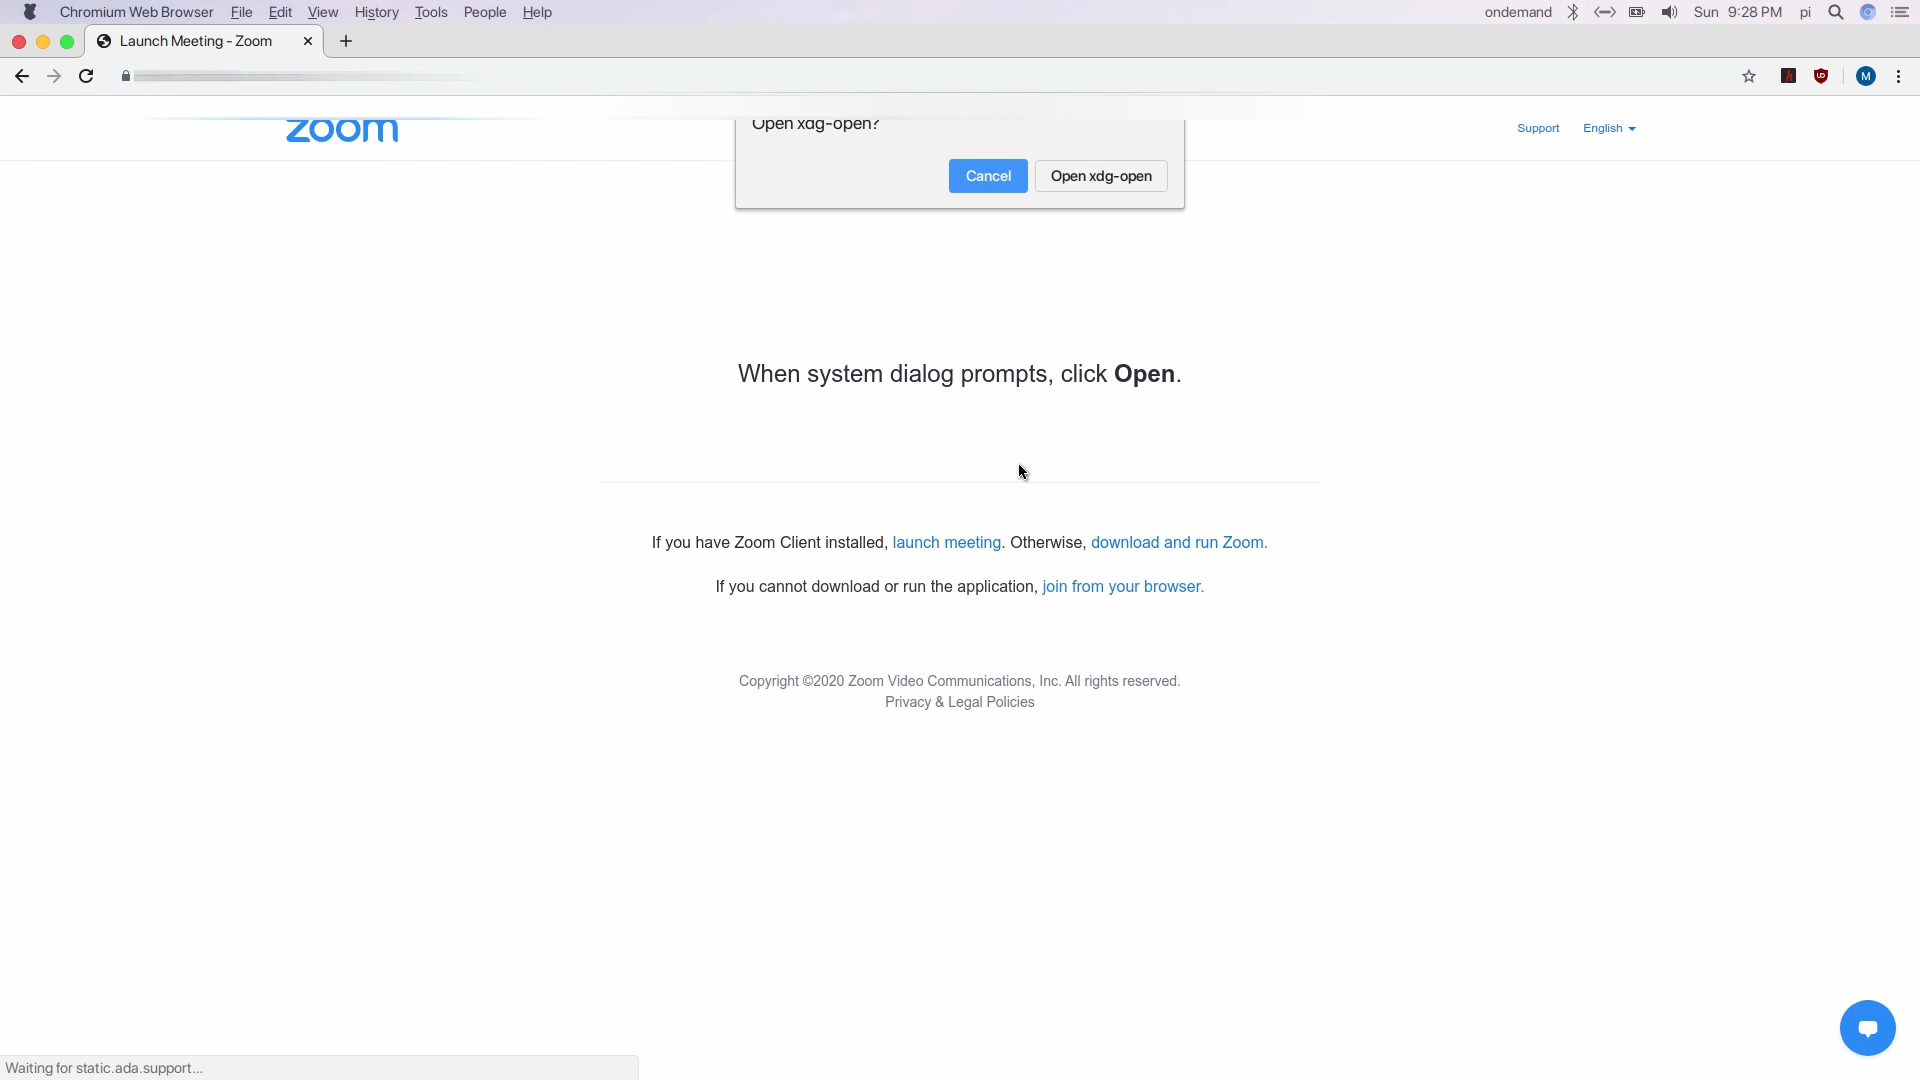 Chromium Web Browser File Edit View History Tools People Help ondemand Sun 9:28 PM pi
Launch Meeting - Zoom
M
zoom
Open xdg-open?
Support English
Cancel Open xdg-open
When system dialog prompts, click Open.
If you have Zoom Client installed, launch meeting. Otherwise, download and run Zoom.
If you cannot download or run the application, join from your browser.
Copyright ©2020 Zoom Video Communications, Inc. All rights reserved.
Privacy & Legal Policies
Waiting for static.ada.support...